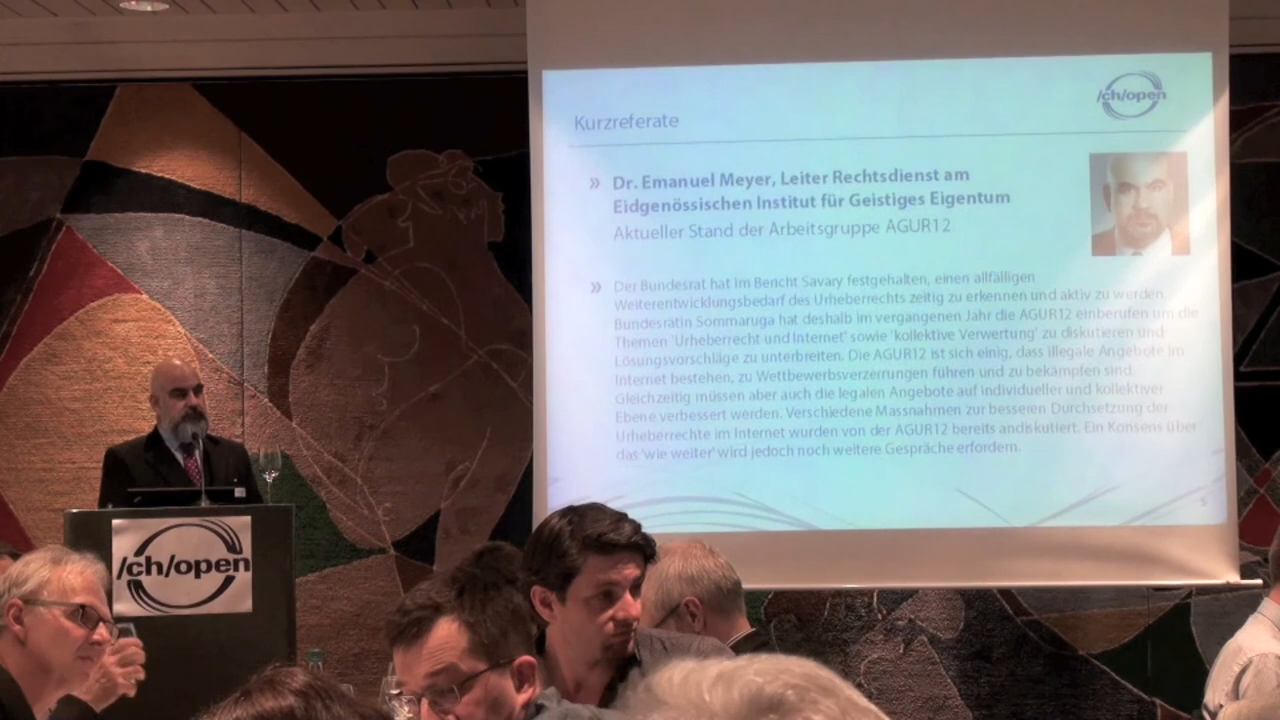 /ch/open
Kurzreferate
» Dr. Emanuel Meyer, Leiter Rechtsdienst am
Eidgenössischen Institut für Geistiges Eigentum
Aktueller Stand der Arbeitsgruppe AGUR12
» Der Bundesrat hat im Bericht Savary festgehalten, einen allfälligen
Weiterentwicklungsbedarf des Urheberrechts zeitig zu erkennen und aktiv zu werden.
Bundesrätin Sommaruga hat deshalb im vergangenen Jahr die AGUR12 einberufen um die
Themen 'Urheberrecht und Internet' sowie 'kollektive Verwertung' zu diskutieren und
Lösungsvorschläge zu unterbreiten. Die AGUR12 ist sich einig, dass illegale Angebote im
Internet bestehen, zu Wettbewerbsverzerrungen führen und zu bekämpfen sind.
Gleichzeitig müssen aber auch die legalen Angebote auf individueller und kollektiver
Ebene verbessert werden. Verschiedene Massnahmen zur besseren Durchsetzung der
Urheberrechte im Internet wurden von der AGUR12 bereits andiskutiert. Ein Konsens über
das 'wie weiter' wird jedoch noch weitere Gespräche erfordern.
5
/ch/open